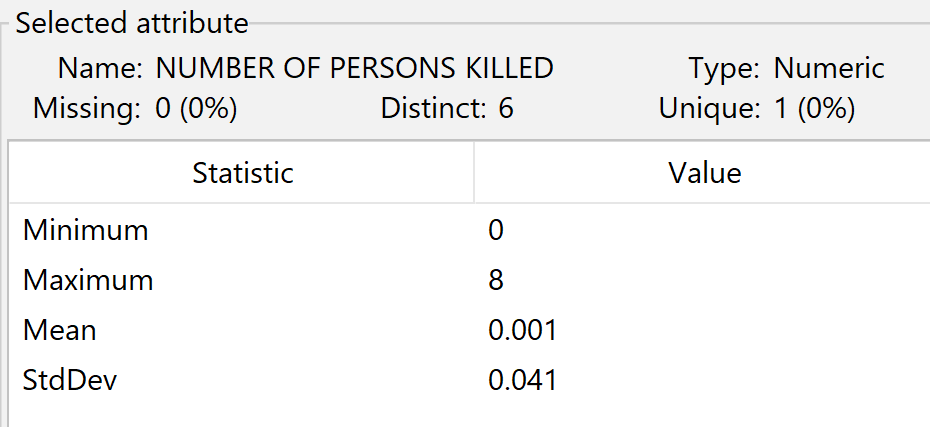 Selected attribute
Name: NUMBER OF PERSONS KILLED Type: Numeric
Missing: 0 (0%) Distinct: 6 Unique: 1 (0%)
Statistic Value
Minimum 0
Maximum 8
Mean 0.001
StdDev 0.041